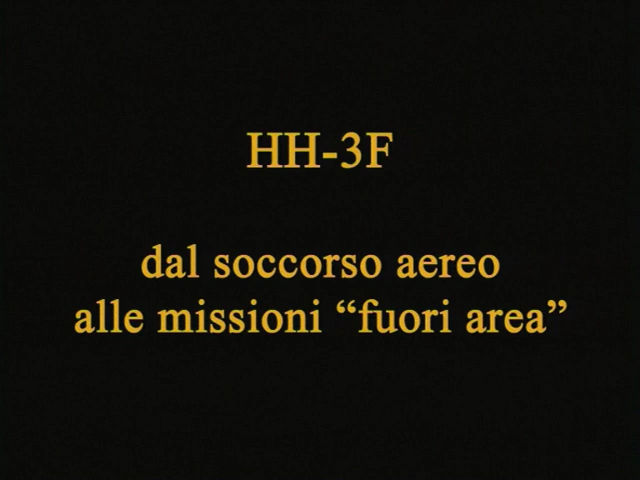 HH-3F
dal soccorso aereo
alle missioni “fuori area”